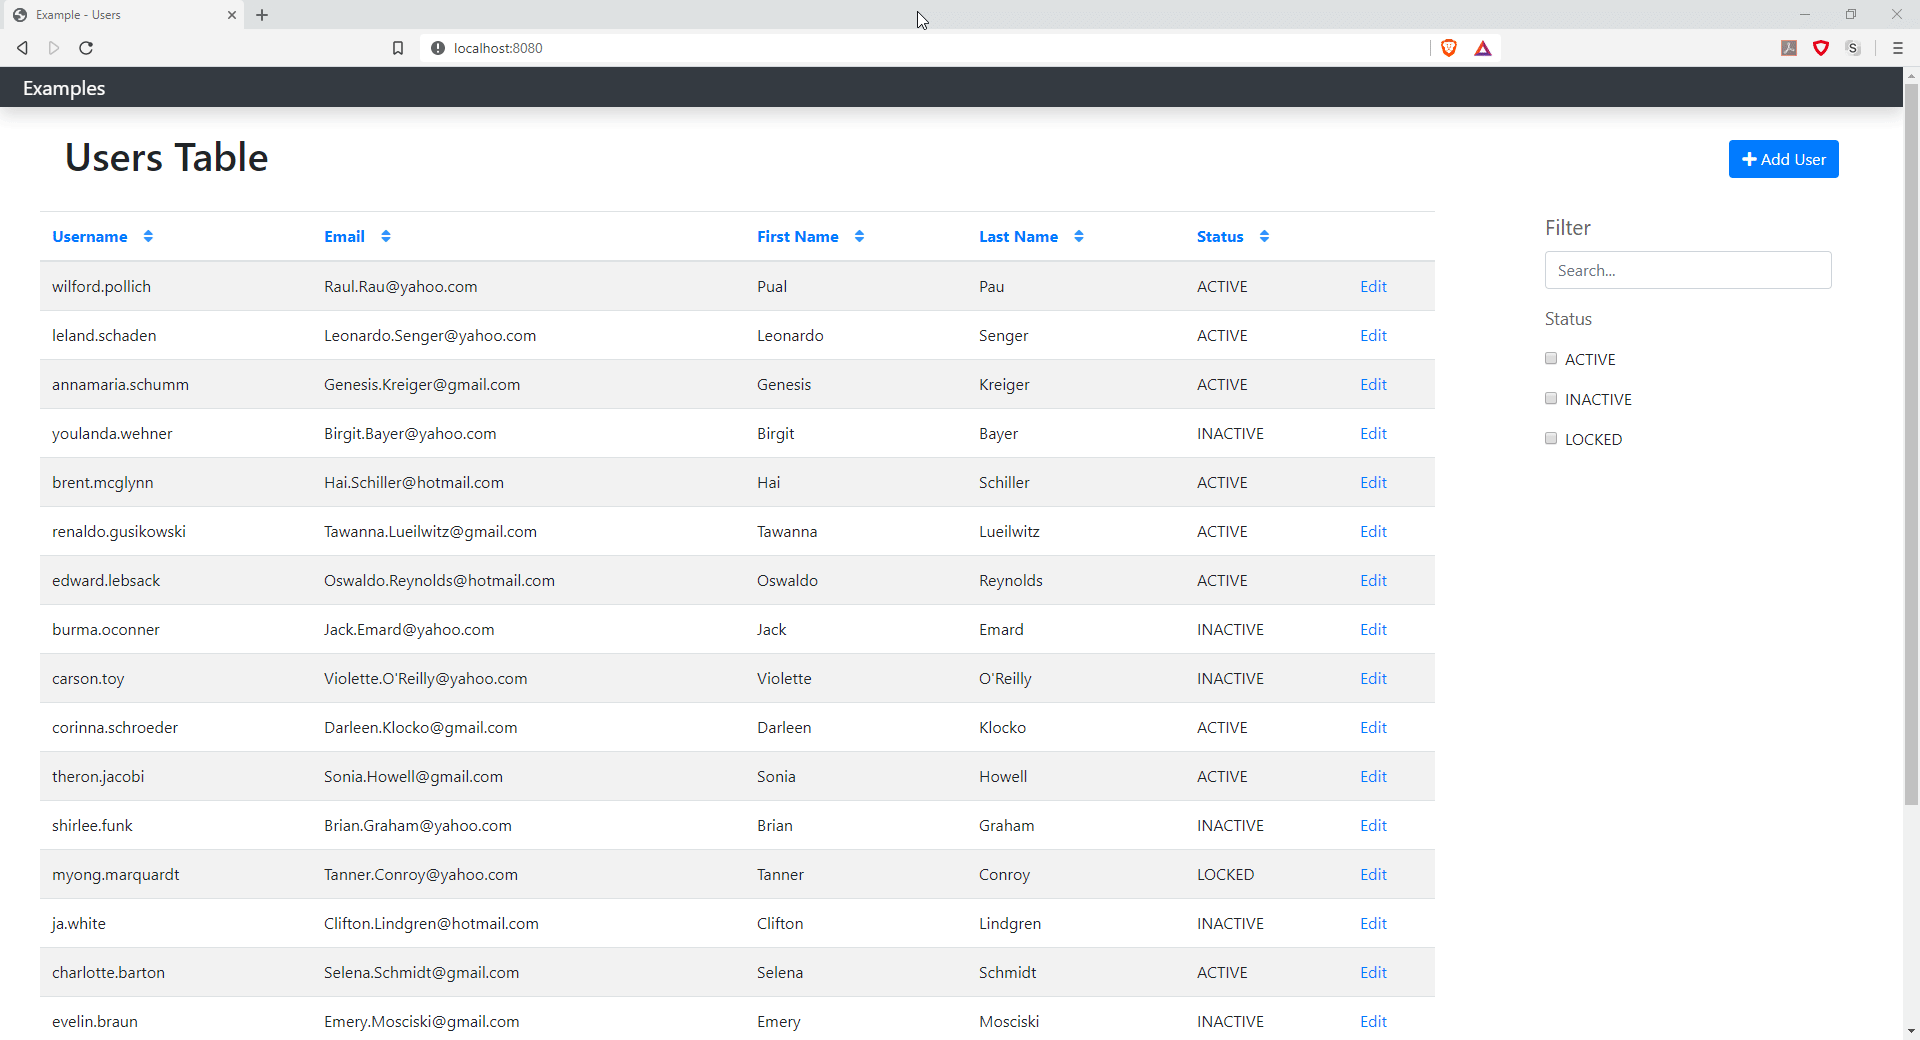 Example - Users
localhost:8080
Examples
Users Table
Add User
Username Email First Name Last Name Status
wilford.pollich Raul.Rau@yahoo.com Pual Pau ACTIVE Edit
leland.schaden Leonardo.Senger@yahoo.com Leonardo Senger ACTIVE Edit
annamaria.schumm Genesis.Kreiger@gmail.com Genesis Kreiger ACTIVE Edit
youlanda.wehner Birgit.Bayer@yahoo.com Birgit Bayer INACTIVE Edit
brent.mcglynn Hai.Schiller@hotmail.com Hai Schiller ACTIVE Edit
renaldo.gusikowski Tawanna.Lueilwitz@gmail.com Tawanna Lueilwitz ACTIVE Edit
edward.lebsack Oswaldo.Reynolds@hotmail.com Oswaldo Reynolds ACTIVE Edit
burma.oconner Jack.Emard@yahoo.com Jack Emard INACTIVE Edit
carson.toy Violette.O'Reilly@yahoo.com Violette O'Reilly INACTIVE Edit
corinna.schroeder Darleen.Klocko@gmail.com Darleen Klocko ACTIVE Edit
theron.jacobi Sonia.Howell@gmail.com Sonia Howell ACTIVE Edit
shirlee.funk Brian.Graham@yahoo.com Brian Graham INACTIVE Edit
myong.marquardt Tanner.Conroy@yahoo.com Tanner Conroy LOCKED Edit
ja.white Clifton.Lindgren@hotmail.com Clifton Lindgren INACTIVE Edit
charlotte.barton Selena.Schmidt@gmail.com Selena Schmidt ACTIVE Edit
evelin.braun Emery.Mosciski@gmail.com Emery Mosciski INACTIVE Edit
Filter
Search...
Status
ACTIVE
INACTIVE
LOCKED